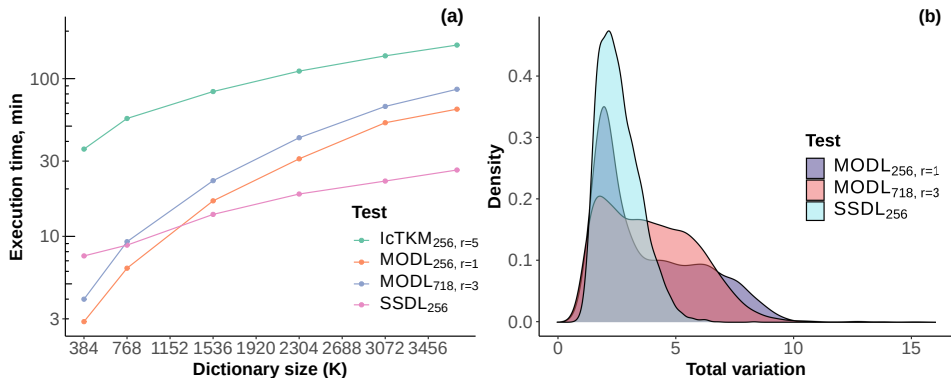 (a)
Execution time, min
100
30
10
3
384 768 1152 1536 1920 2304 2688 3072 3456
Dictionary size (K)
Test
IcTKM256, r=5
MODL256, r=1
MODL718, r=3
SSDL256
(b)
Density
0.4
0.3
0.2
0.1
0.0
0 5 10 15
Total variation
Test
MODL256, r=1
MODL718, r=3
SSDL256